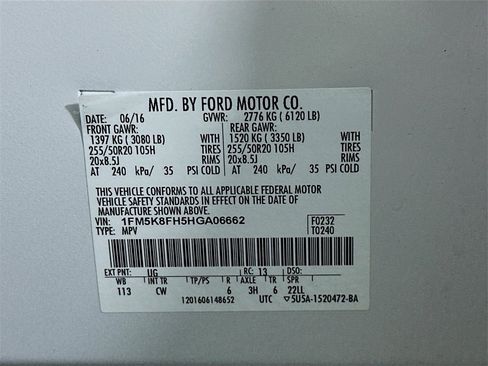 MFD. BY FORD MOTOR CO.
DATE: 06/16 GVWR: 2776 KG ( 6120 LB)
FRONT GAWR: REAR GAWR:
1397 KG ( 3080 LB) WITH 1520 KG ( 3350 LB) WITH
255/50R20 105H TIRES 255/50R20 105H TIRES
20x8.5J RIMS 20x8.5J RIMS
AT 240 kPa/ 35 PSI COLD AT 240 kPa/ 35 PSI COLD
THIS VEHICLE CONFORMS TO ALL APPLICABLE FEDERAL MOTOR
VEHICLE SAFETY STANDARDS IN EFFECT ON THE DATE OF
MANUFACTURE SHOWN ABOVE.
VIN: 1FM5K8FH5HGA06662 F0232
TYPE: MPV T0240
EXT PNT: UG RC: 13 DSO:
WB INT TR TP/PS R AXLE TR SPR
113 CW 6 3H 6 22LL
1201606148652 UTC ▽5U5A-1520472-BA